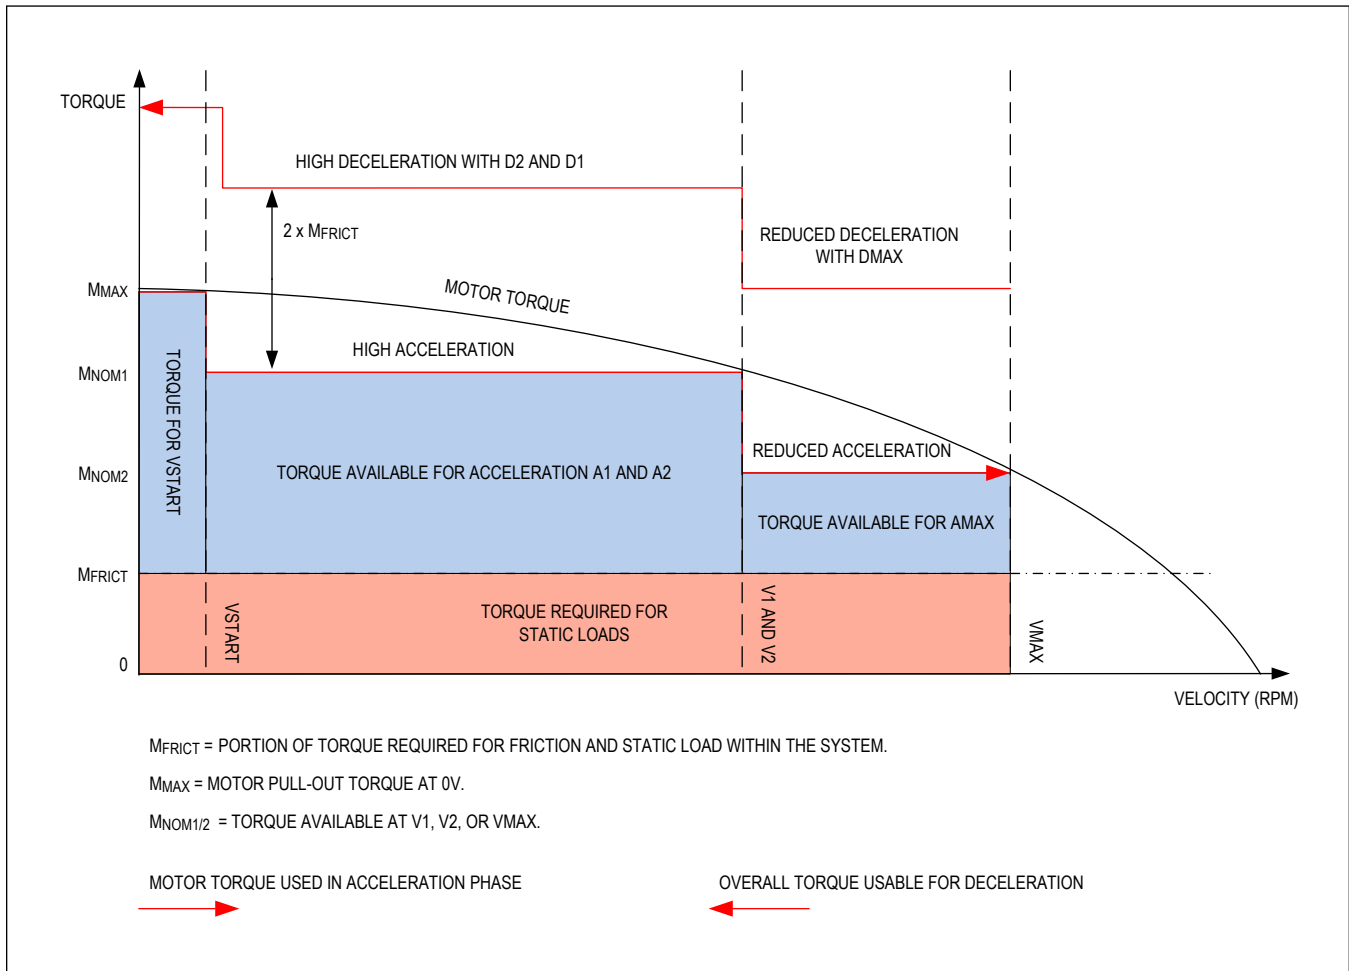 TORQUE
HIGH DECELERATION WITH D2 AND D1
2 x MFRICT
REDUCED DECELERATION
WITH DMAX
MMAX
MOTOR TORQUE
HIGH ACCELERATION
MNOM1
TORQUE FOR VSTART
REDUCED ACCELERATION
MNOM2
TORQUE AVAILABLE FOR ACCELERATION A1 AND A2
TORQUE AVAILABLE FOR AMAX
MFRICT
VSTART
TORQUE REQUIRED FOR
STATIC LOADS
V1 AND V2
VMAX
0
VELOCITY (RPM)
MFRICT = PORTION OF TORQUE REQUIRED FOR FRICTION AND STATIC LOAD WITHIN THE SYSTEM.
MMAX = MOTOR PULL-OUT TORQUE AT 0V.
MNOM1/2 = TORQUE AVAILABLE AT V1, V2, OR VMAX.
MOTOR TORQUE USED IN ACCELERATION PHASE
OVERALL TORQUE USABLE FOR DECELERATION